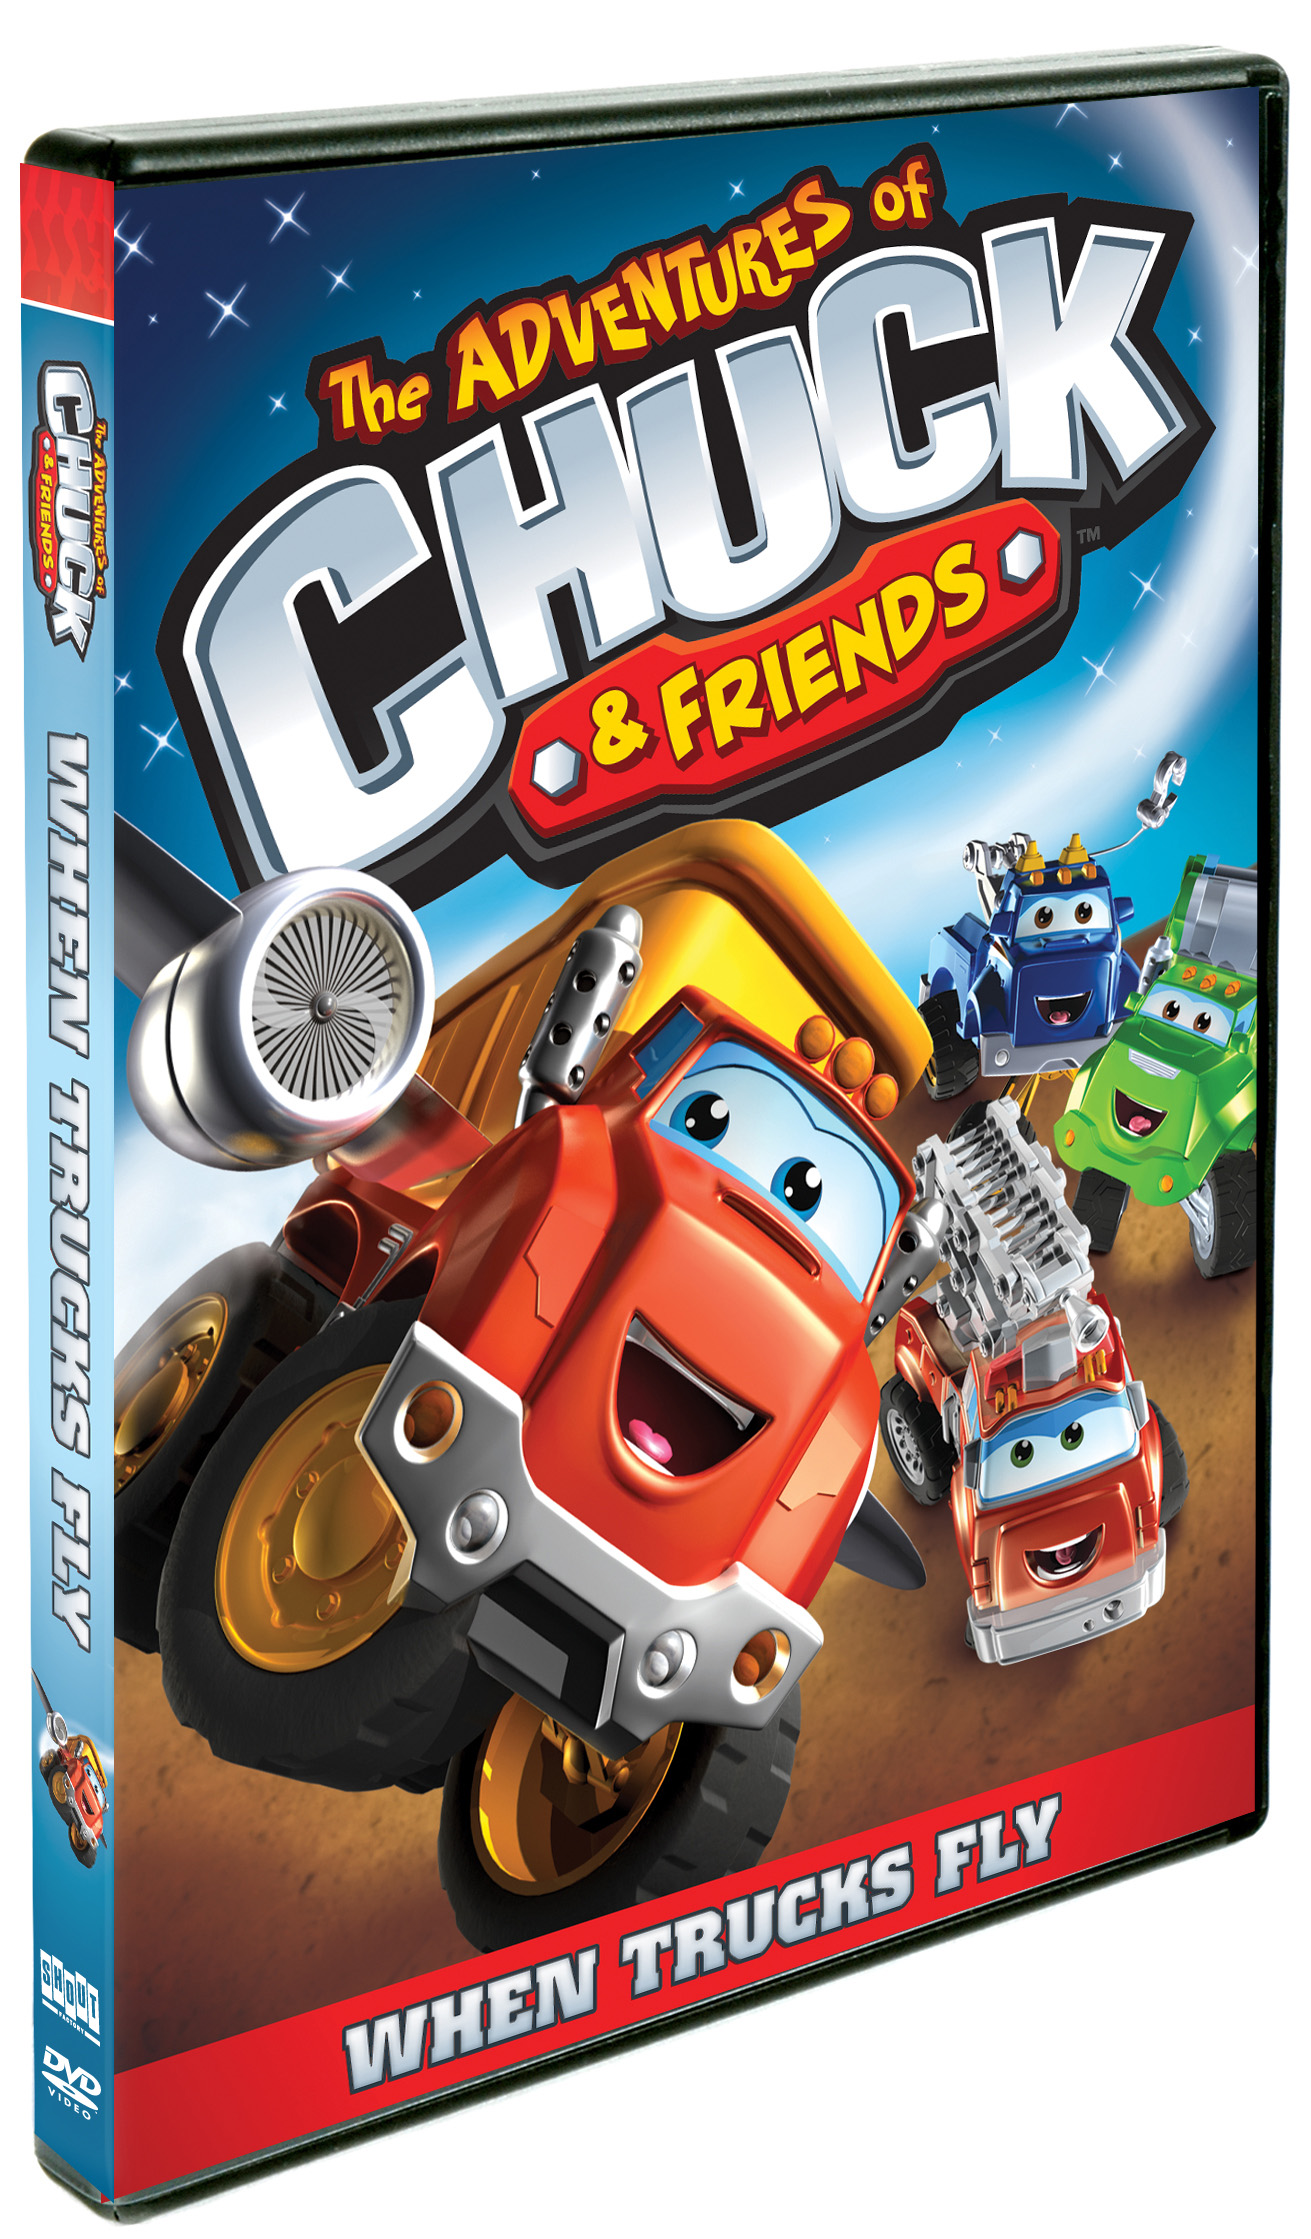 The ADVENTURES of
CHUCK
& FRIENDS
TM
WHEN TRUCKS FLY
The ADVENTURES of
CHUCK
& FRIENDS
WHEN TRUCKS FLY
SHOUT
FACTORY
DVD
VIDEO